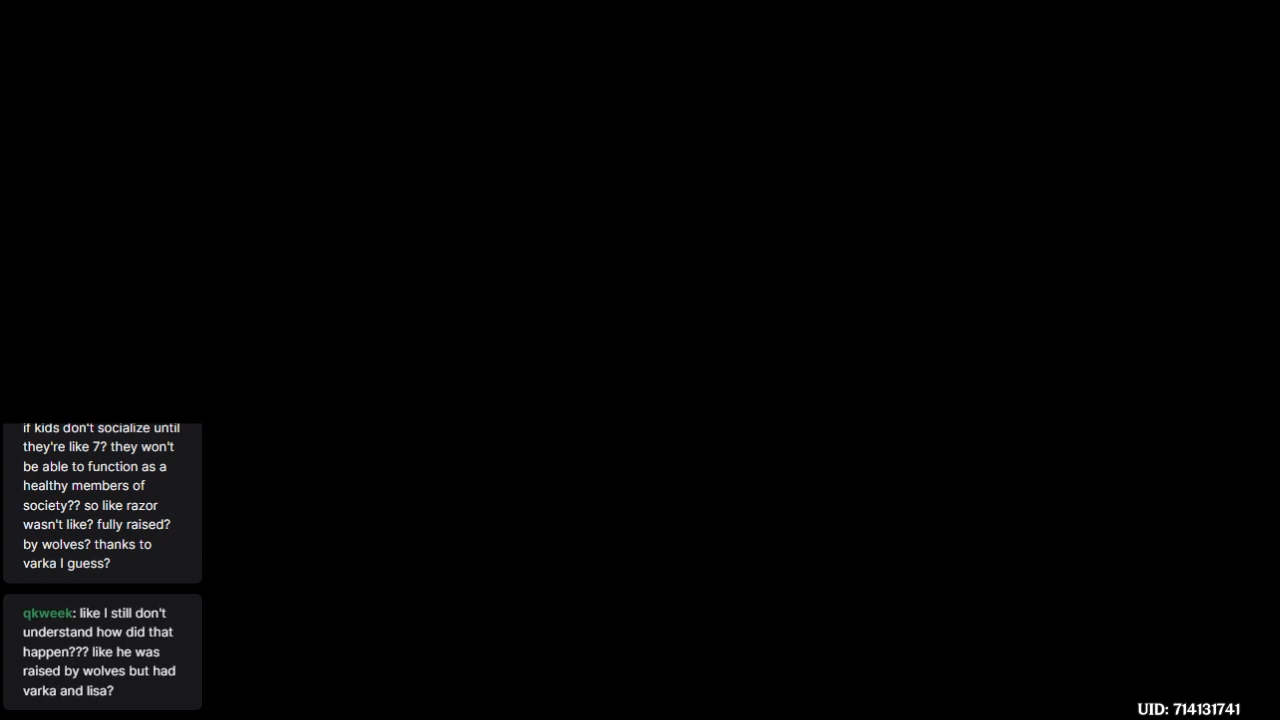 if kids don't socialize until
they're like 7? they won't
be able to function as a
healthy members of
society?? so like razor
wasn't like? fully raised?
by wolves? thanks to
varka I guess?
qkweek: like I still don't
understand how did that
happen??? like he was
raised by wolves but had
varka and lisa?
UID: 714131741